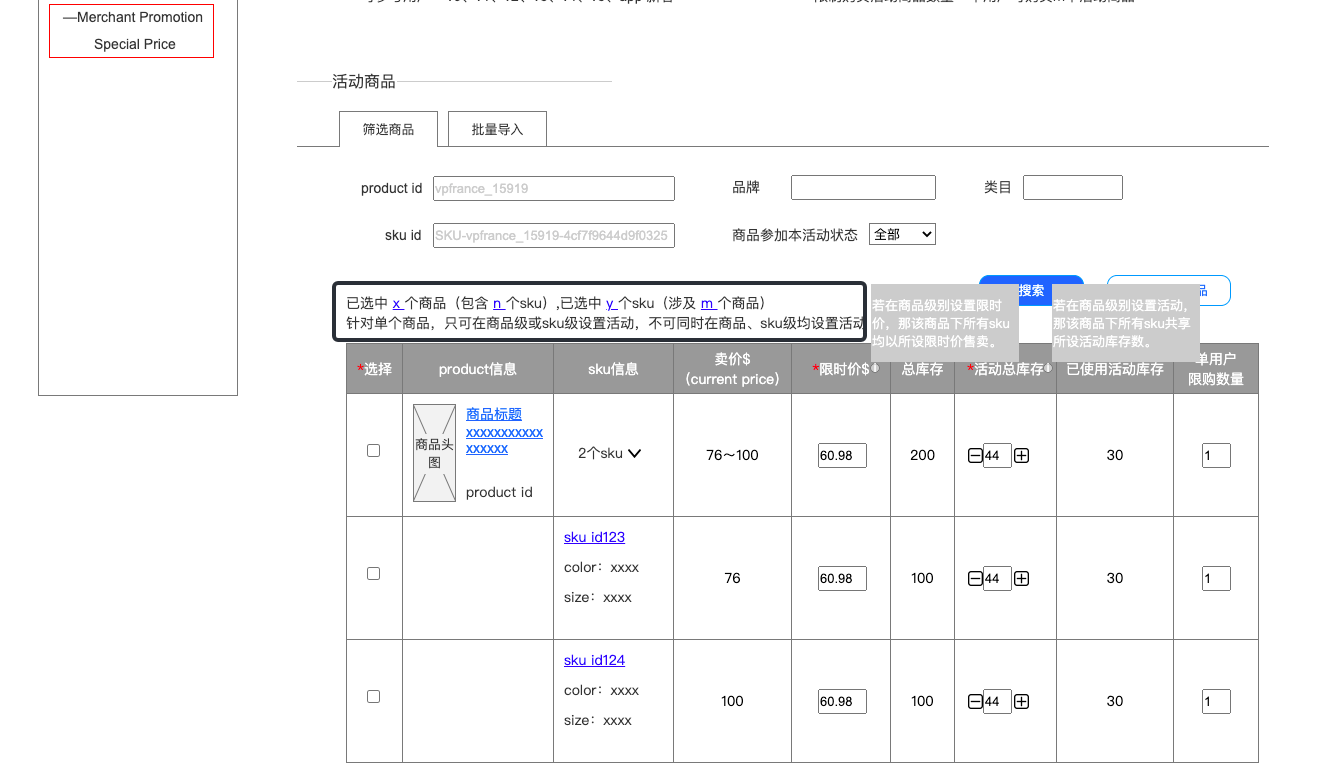 —Merchant Promotion
Special Price
活动商品
筛选商品
批量导入
product id
vpfrance_15919
品牌
类目
sku id
SKU-vpfrance_15919-4cf7f9644d9f0325
商品参加本活动状态
全部
搜索
品
已选中 x 个商品（包含 n 个sku）,已选中 y 个sku（涉及 m 个商品）
针对单个商品，只可在商品级或sku级设置活动，不可同时在商品、sku级均设置活动
若在商品级别设置限时
价，那该商品下所有sku
均以所设限时价售卖。
若在商品级别设置活动，
那该商品下所有sku共享
所设活动库存数。
*选择
product信息
sku信息
卖价$
(current price)
*限时价$
总库存
*活动总库存
已使用活动库存
单用户
限购数量
商品头
图
商品标题
xxxxxxxxxxx
xxxxxx
product id
2个sku
76～100
60.98
200
44
30
1
sku id123
color：xxxx
size：xxxx
76
60.98
100
44
30
1
sku id124
color：xxxx
size：xxxx
100
60.98
100
44
30
1